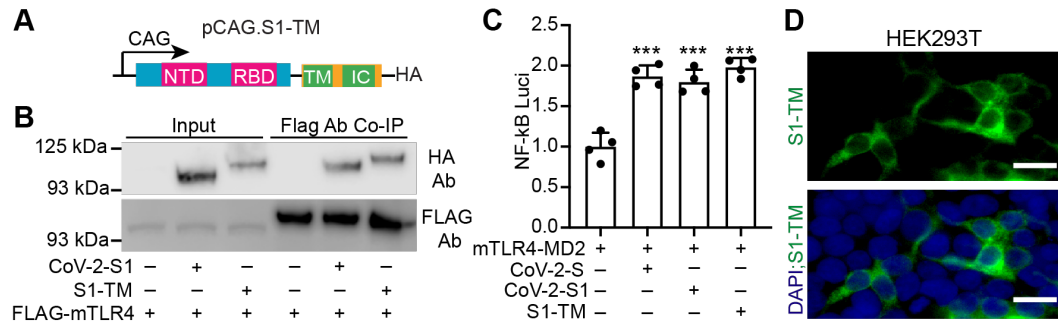 A
pCAG.S1-TM
CAG
NTD RBD TM IC HA
B
Input Flag Ab Co-IP
125 kDa
93 kDa
HA Ab
93 kDa
FLAG Ab
CoV-2-S1 – + – – + –
S1-TM – – + – – +
FLAG-mTLR4 + + + + + +
C
NF-kB Luci
2.5
2.0
1.5
1.0
0.5
0.0
*** *** ***
mTLR4-MD2 + + + +
CoV-2-S – + – –
CoV-2-S1 – – + –
S1-TM – – – +
D
HEK293T
S1-TM
DAPI;S1-TM